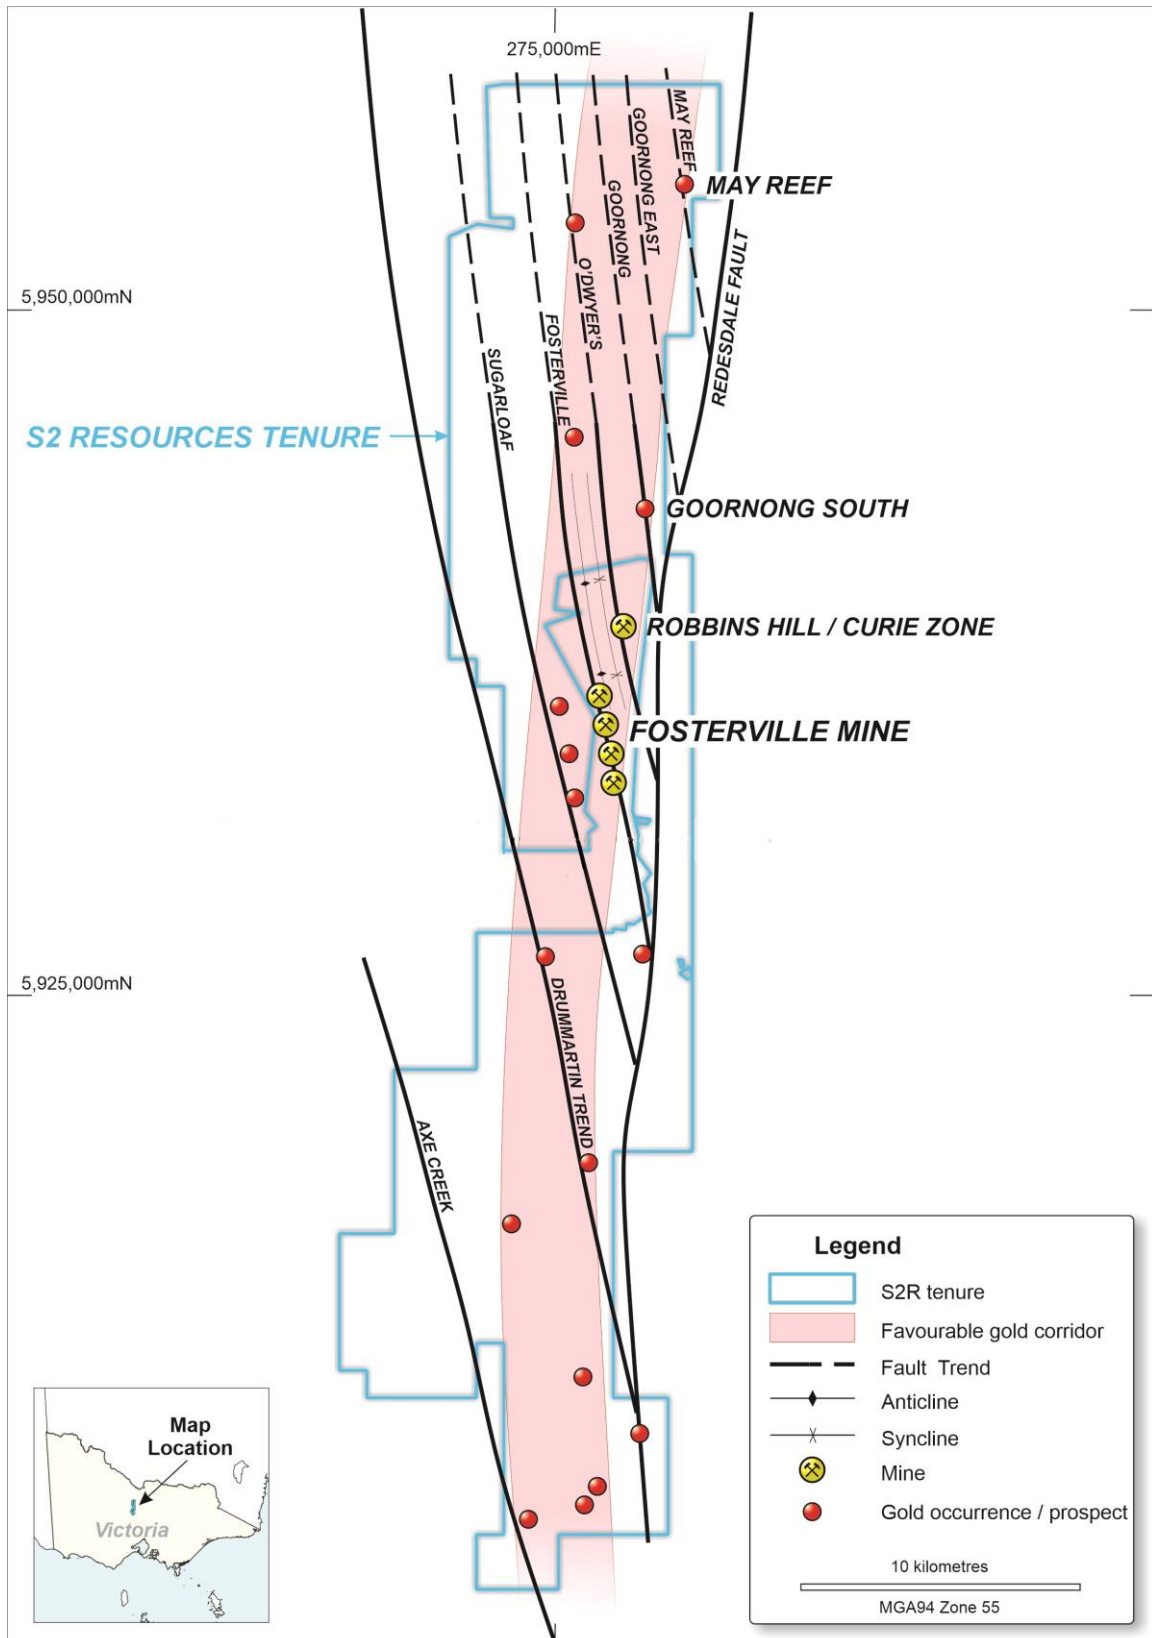 275,000mE
MAY REEF
GOORNONG EAST
GOORNONG
MAY REEF
O'DWYER'S
REDESDALE FAULT
5,950,000mN
FOSTERVILLE
SUGARLOAF
S2 RESOURCES TENURE
GOORNONG SOUTH
ROBBINS HILL / CURIE ZONE
FOSTERVILLE MINE
5,925,000mN
DRUMMARTIN TREND
AXE CREEK
Legend
S2R tenure
Favourable gold corridor
Fault Trend
Anticline
Syncline
Mine
Gold occurrence / prospect
10 kilometres
MGA94 Zone 55
Map
Location
Victoria